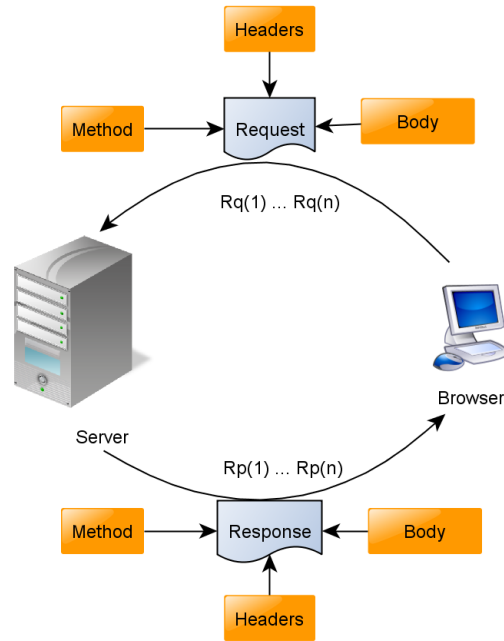 Headers
Method
Request
Body
Rq(1) ... Rq(n)
Browser
Server
Rp(1) ... Rp(n)
Method
Response
Body
Headers